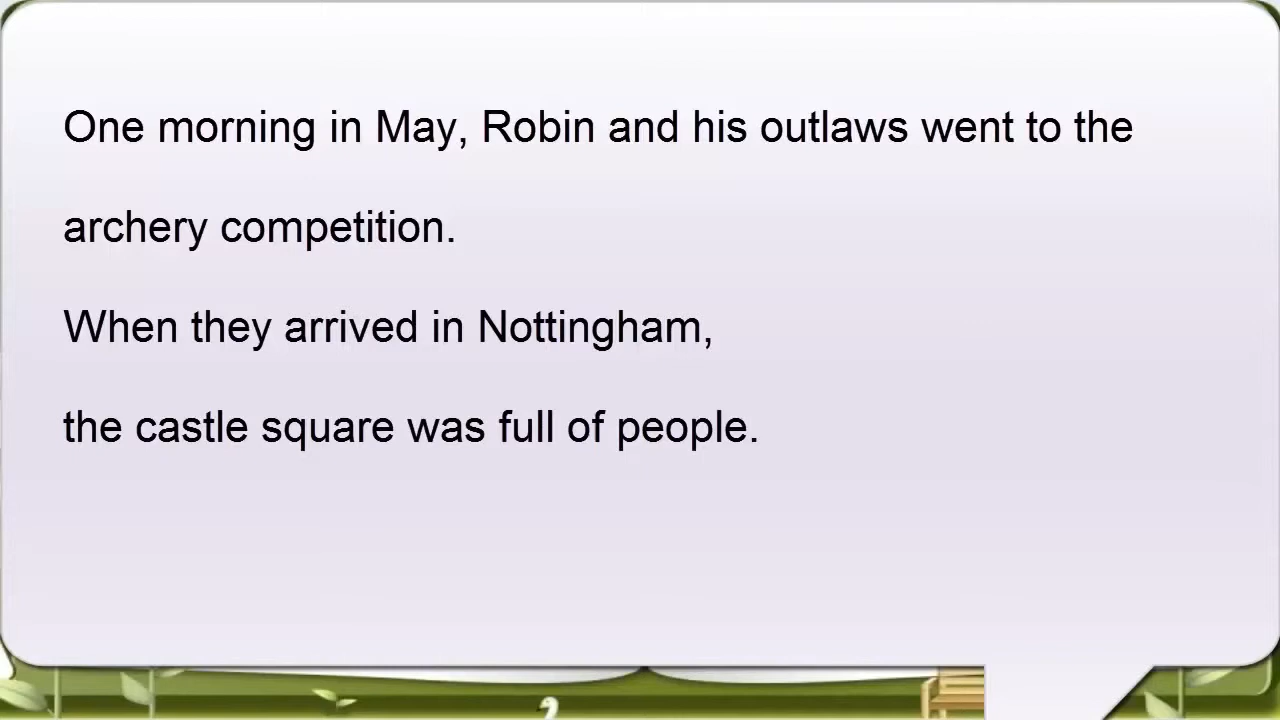 One morning in May, Robin and his outlaws went to the
archery competition.
When they arrived in Nottingham,
the castle square was full of people.